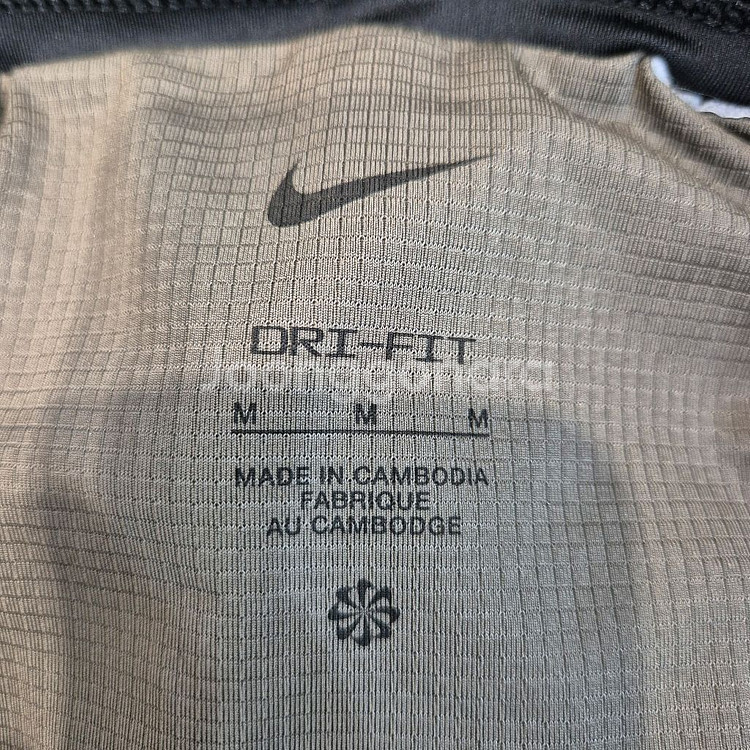 DRI-FIT
M M M
MADE IN CAMBODIA
FABRIQUE
AU CAMBODGE